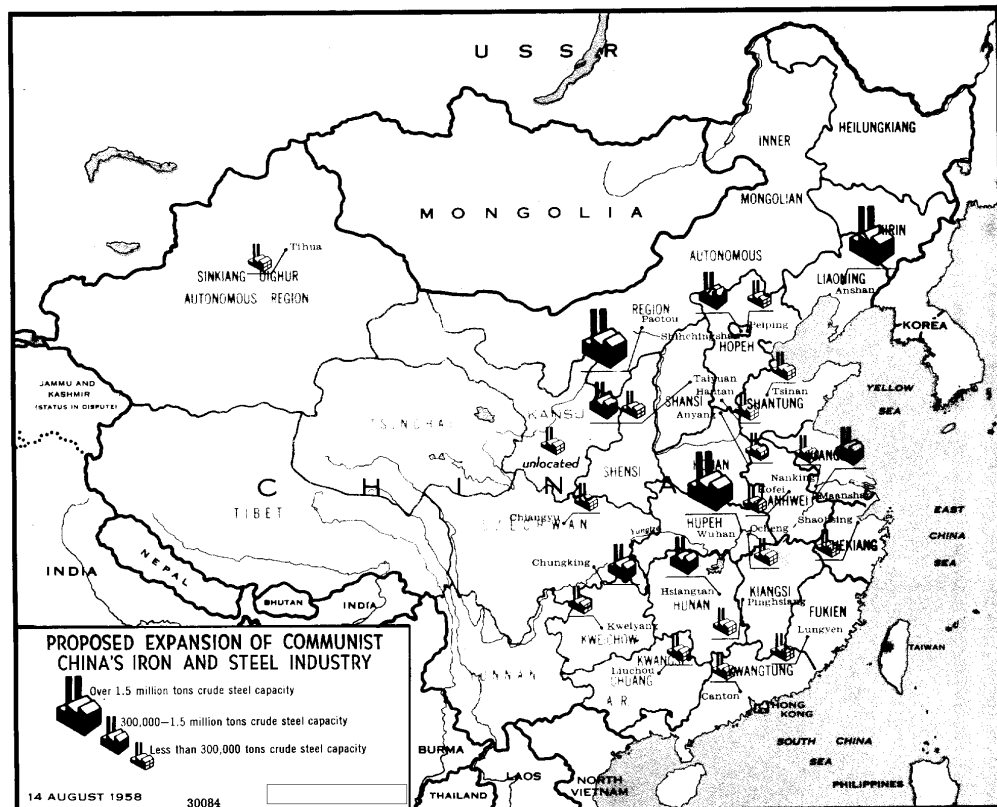 USSR
HEILUNGKIANG
INNER
MONGOLIA
MONGOLIAN
Tihua
SINKIANG UIGHUR
AUTONOMOUS REGION
AUTONOMOUS
LIAONING
Anshan
REGION
Paotou
Peiping
KOREA
HOPEH
JAMMU AND
KASHMIR
(STATUS IN DISPUTE)
Taiyuan
Hantan
Tsinan
YELLOW
SEA
KANSU
SHANSI
Anyang
SHANTUNG
unlocated
SHENSI
CHINA
Nanking
Hofei
Maanshan
TIBET
Chiangyu
HUPEH
Wuhan
Shaohsing
EAST
CHINA
SEA
NEPAL
INDIA
BHUTAN
INDIA
Chungking
Hsiangtan
HUNAN
KIANGSI
Pinghsiang
FUKIEN
Kweiyang
KWEICHOW
Lungyen
TAIWAN
Liuchou
CHUANG
A R
KWANGTUNG
Canton
HONG
KONG
SOUTH CHINA
SEA
BURMA
LAOS
NORTH
VIETNAM
THAILAND
PHILIPPINES
PROPOSED EXPANSION OF COMMUNIST
CHINA'S IRON AND STEEL INDUSTRY
Over 1.5 million tons crude steel capacity
300,000–1.5 million tons crude steel capacity
Less than 300,000 tons crude steel capacity
14 AUGUST 1958
30084